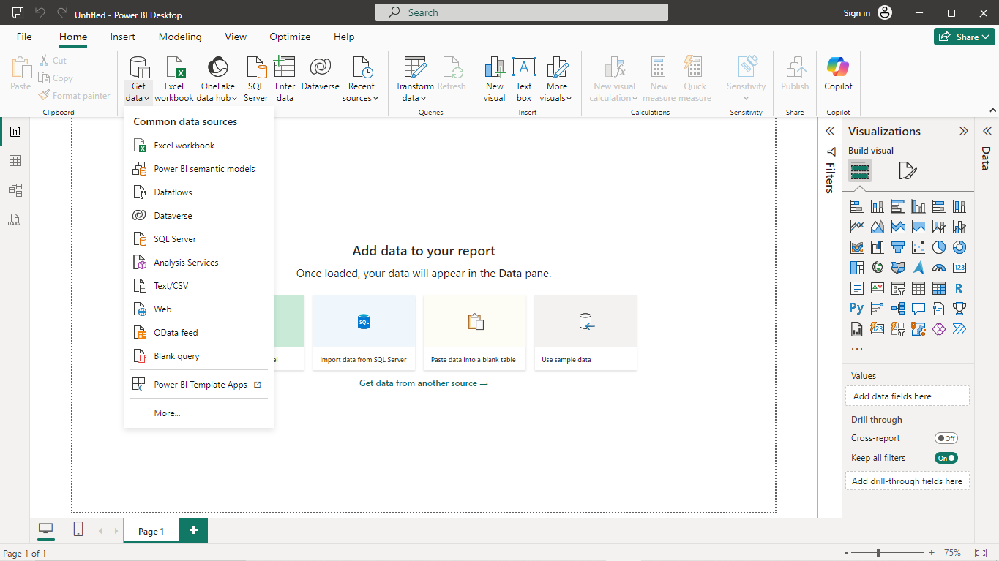 Untitled - Power BI Desktop
Search
Sign in
File
Home
Insert
Modeling
View
Optimize
Help
Share
Paste
Cut
Copy
Format painter
Clipboard
Get
data
Excel
workbook
OneLake
data hub
SQL
Server
Enter
data
Dataverse
Recent
sources
Transform
data
Refresh
Queries
New
visual
A
Text
box
More
visuals
Insert
New visual
calculation
New
measure
Quick
measure
Calculations
Sensitivity
Sensitivity
Publish
Share
Copilot
Copilot
Common data sources
Excel workbook
Power BI semantic models
Dataflows
Dataverse
SQL Server
Analysis Services
Text/CSV
Web
OData feed
Blank query
Power BI Template Apps
More...
DAX
Add data to your report
Once loaded, your data will appear in the Data pane.
el
SQL
Import data from SQL Server
Paste data into a blank table
Use sample data
Get data from another source →
Filters
Visualizations
Build visual
123
R
Py
123
...
Values
Add data fields here
Drill through
Cross-report
Off
Keep all filters
On
Add drill-through fields here
Data
Page 1
+
Page 1 of 1
-
+
75%